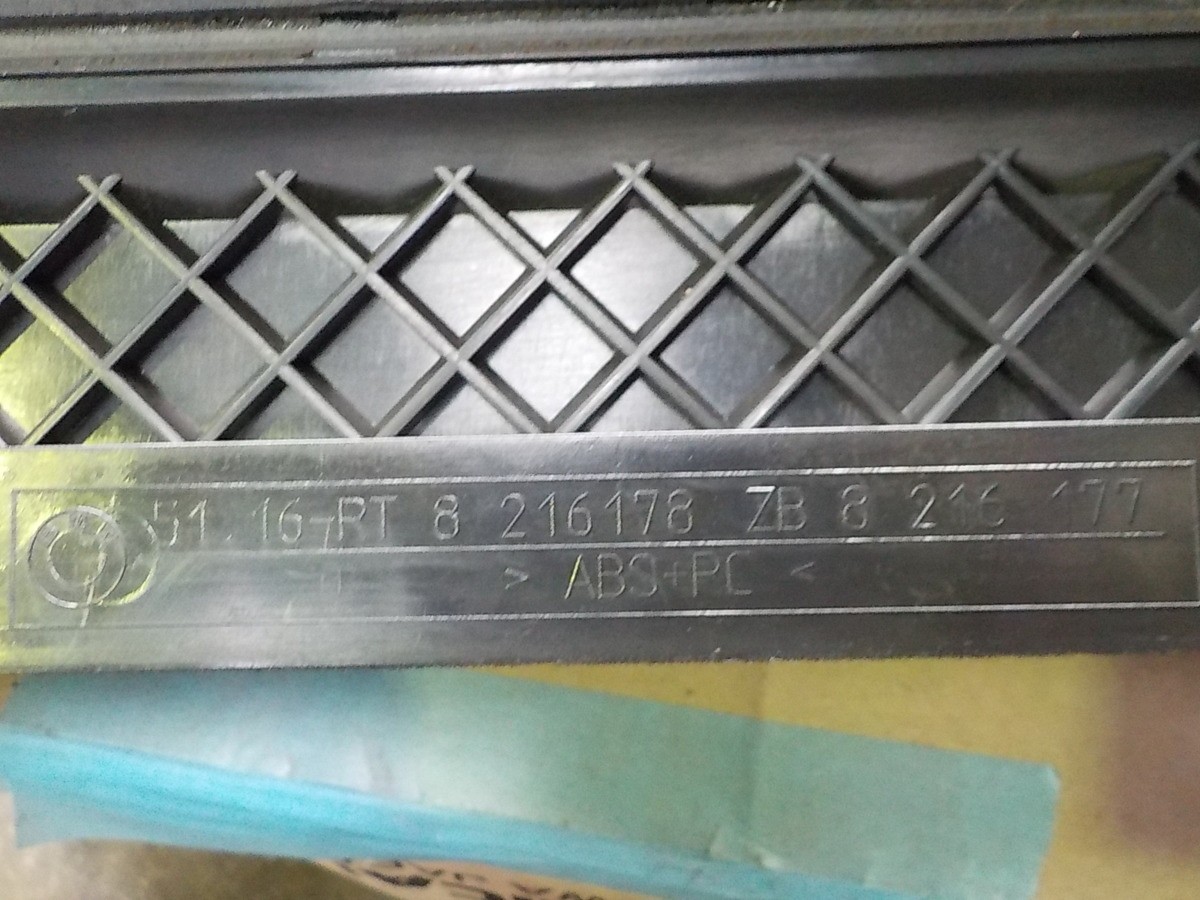 51.16-RT 8 216178 ZB 8 216 177
> ABS+PC <